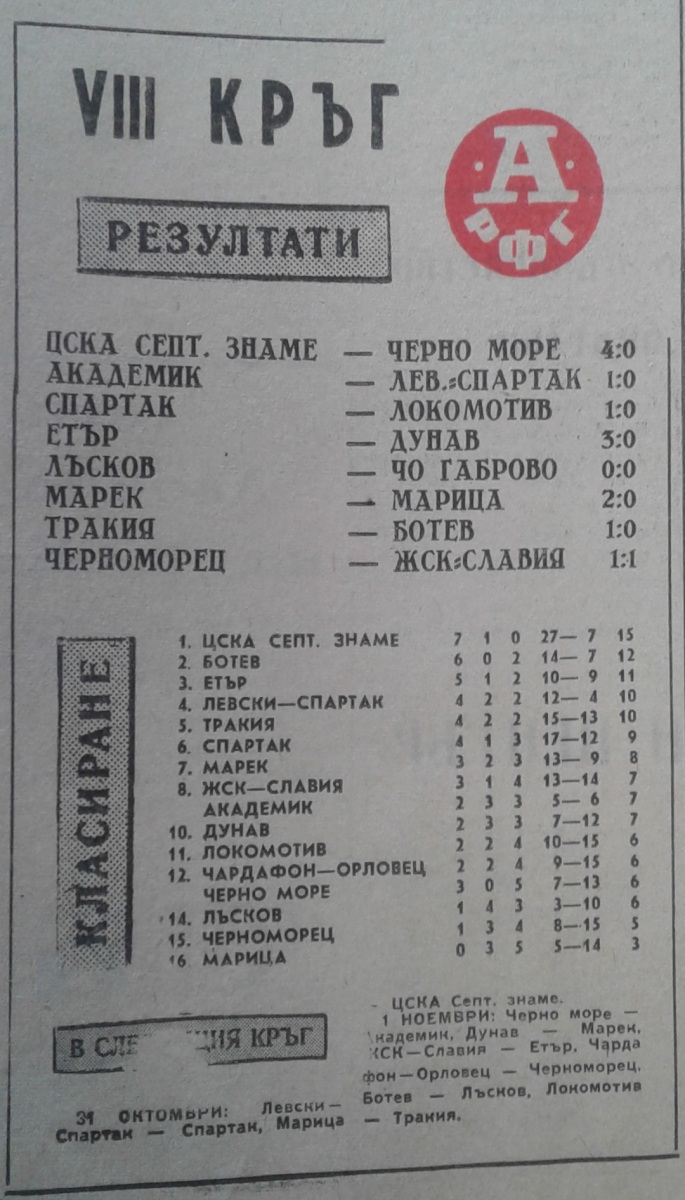 VIII КРЪГ
А
РФГ
РЕЗУЛТАТИ
ЦСКА СЕПТ. ЗНАМЕ — ЧЕРНО МОРЕ 4:0
АКАДЕМИК — ЛЕВ.=СПАРТАК 1:0
СПАРТАК — ЛОКОМОТИВ 1:0
ЕТЪР — ДУНАВ 3:0
ЛЪСКОВ — ЧО ГАБРОВО 0:0
МАРЕК — МАРИЦА 2:0
ТРАКИЯ — БОТЕВ 1:0
ЧЕРНОМОРЕЦ — ЖСК=СЛАВИЯ 1:1
КЛАСИРАНЕ
1. ЦСКА СЕПТ. ЗНАМЕ 7 1 0 27— 7 15
2. БОТЕВ 6 0 2 14— 7 12
3. ЕТЪР 5 1 2 10— 9 11
4. ЛЕВСКИ—СПАРТАК 4 2 2 12— 4 10
5. ТРАКИЯ 4 2 2 15—13 10
6. СПАРТАК 4 1 3 17—12 9
7. МАРЕК 3 2 3 13— 9 8
8. ЖСК—СЛАВИЯ 3 1 4 13—14 7
АКАДЕМИК 2 3 3 5— 6 7
10. ДУНАВ 2 3 3 7—12 7
11. ЛОКОМОТИВ 2 2 4 10—15 6
12. ЧАРДАФОН—ОРЛОВЕЦ 2 2 4 9—15 6
ЧЕРНО МОРЕ 3 0 5 7—13 6
14. ЛЪСКОВ 1 4 3 3—10 6
15. ЧЕРНОМОРЕЦ 1 3 4 8—15 5
16 МАРИЦА 0 3 5 5—14 3
В СЛЕ ЩИЯ КРЪГ
31 ОКТОМВРИ: Левски—
Спартак — Спартак, Марица
— ЦСКА Септ. знаме.
1 НОЕМВРИ: Черно море —
кадемик, Дунав — Марек,
ЖСК—Славия — Етър, Чарда
фон—Орловец — Черноморец,
Ботев — Лъсков, Локомотив
— Тракия.